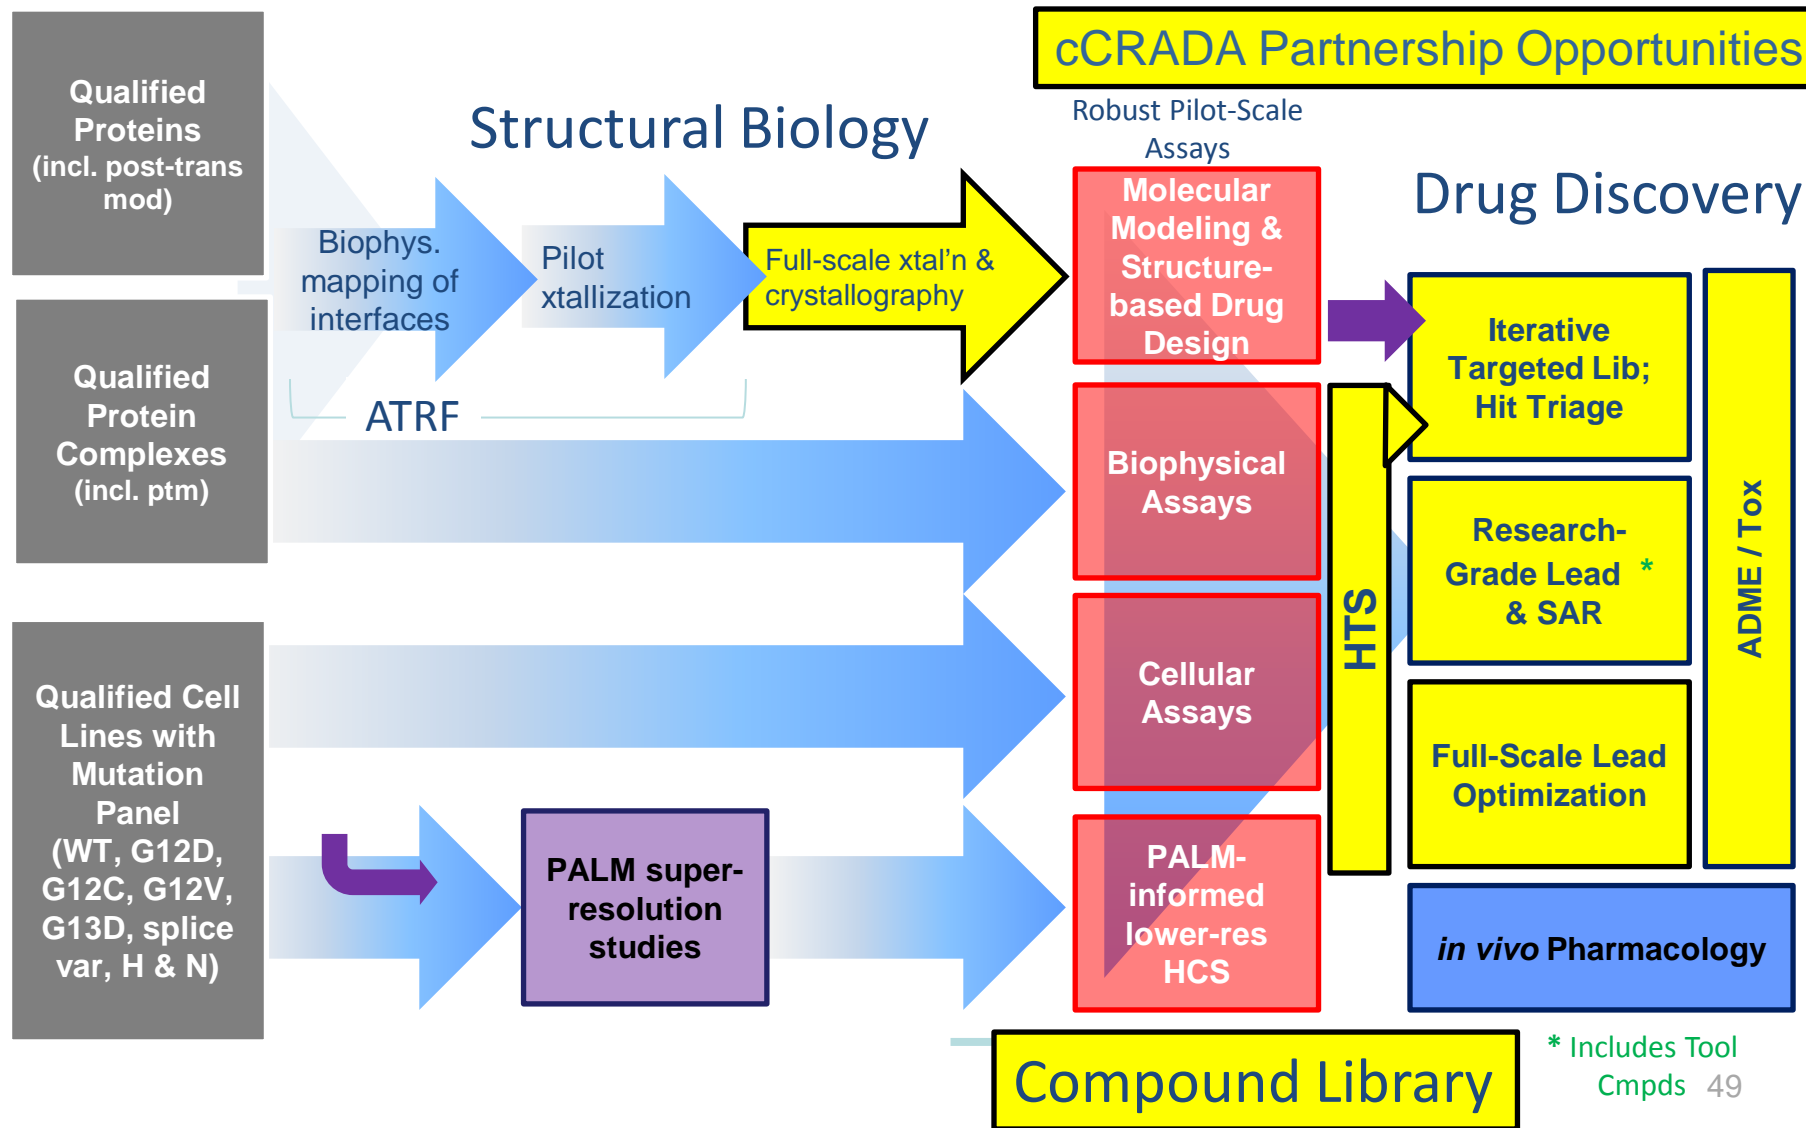 cCRADA Partnership Opportunities
Qualified
Proteins
(incl. post-trans
mod)
Structural Biology
Robust Pilot-Scale
Assays
Drug Discovery
Biophys.
mapping of
interfaces
Pilot
xtallization
Full-scale xtal'n &
crystallography
Molecular
Modeling &
Structure-
based Drug
Design
Iterative
Targeted Lib;
Hit Triage
ADME / Tox
Qualified
Protein
Complexes
(incl. ptm)
ATRF
Biophysical
Assays
HTS
Research-
Grade Lead *
& SAR
Qualified Cell
Lines with
Mutation
Panel
(WT, G12D,
G12C, G12V,
G13D, splice
var, H & N)
Cellular
Assays
Full-Scale Lead
Optimization
PALM super-
resolution
studies
PALM-
informed
lower-res
HCS
in vivo Pharmacology
Compound Library
* Includes Tool
Cmpds 49